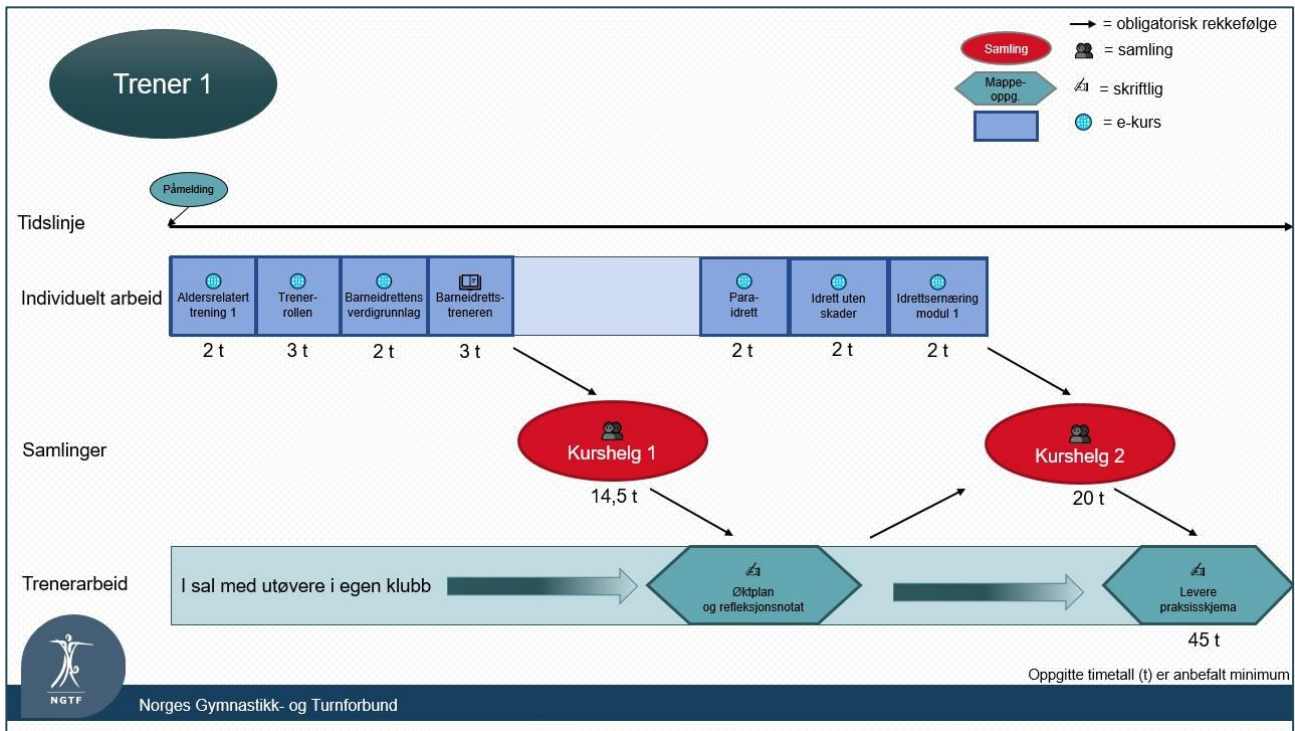 Trener 1
= obligatorisk rekkefølge
Samling
= samling
Mappe-
oppg.
= skriftlig
= e-kurs
Påmelding
Tidslinje
Individuelt arbeid
Aldersrelatert
trening 1
Trener-
rollen
Barneidrettens
verdigrunnlag
Barneidretts-
treneren
Para-
idrett
Idrett uten
skader
Idrettsernæring
modul 1
2 t
3 t
2 t
3 t
2 t
2 t
2 t
Samlinger
Kurshelg 1
14,5 t
Kurshelg 2
20 t
Trenerarbeid
I sal med utøvere i egen klubb
Øktplan
og refleksjonsnotat
Levere
praksisskjema
45 t
Oppgitte timetall (t) er anbefalt minimum
NGTF
Norges Gymnastikk- og Turnforbund